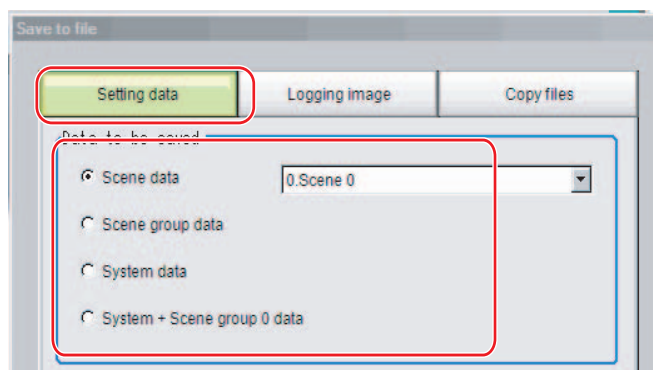 Save to file
Setting data Logging image Copy files
Data to be saved
Scene data 0.Scene 0
Scene group data
System data
System + Scene group 0 data